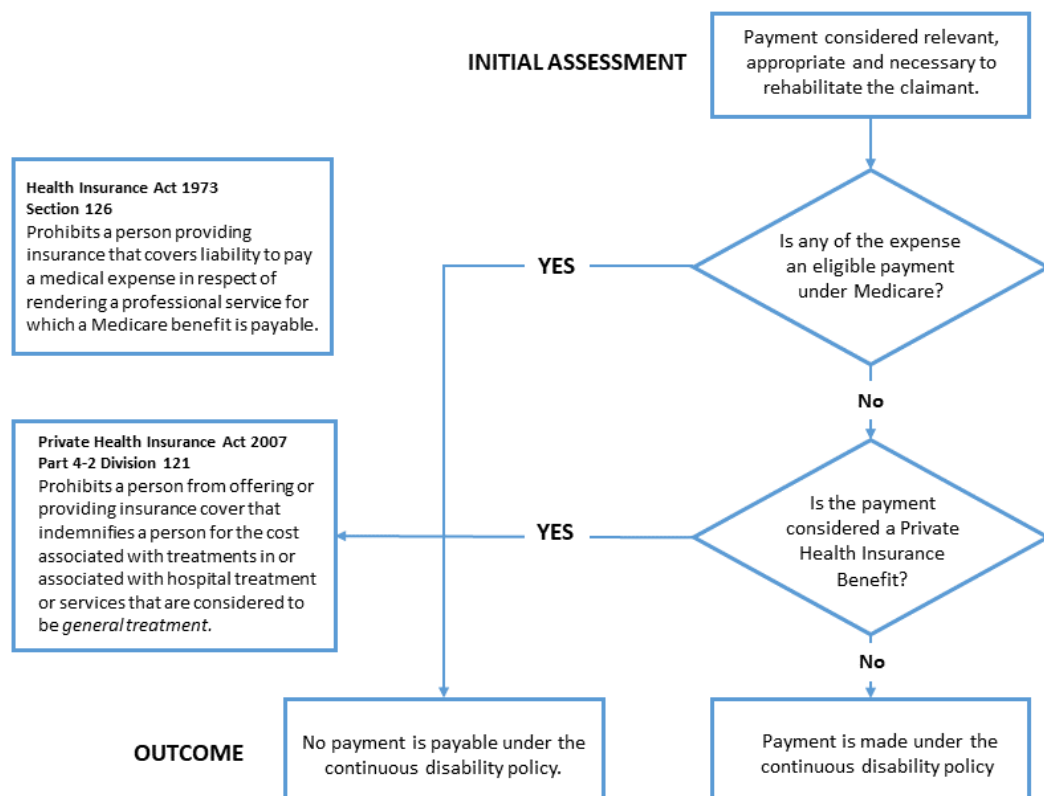 INITIAL ASSESSMENT
Payment considered relevant,
appropriate and necessary to
rehabilitate the claimant.
Health Insurance Act 1973
Section 126
Prohibits a person providing
insurance that covers liability to pay
a medical expense in respect of
rendering a professional service for
which a Medicare benefit is payable.
YES
Is any of the expense
an eligible payment
under Medicare?
No
Private Health Insurance Act 2007
Part 4-2 Division 121
Prohibits a person from offering or
providing insurance cover that
indemnifies a person for the cost
associated with treatments in or
associated with hospital treatment
or services that are considered to
be general treatment.
YES
Is the payment
considered a Private
Health Insurance
Benefit?
No
OUTCOME
No payment is payable under the
continuous disability policy.
Payment is made under the
continuous disability policy